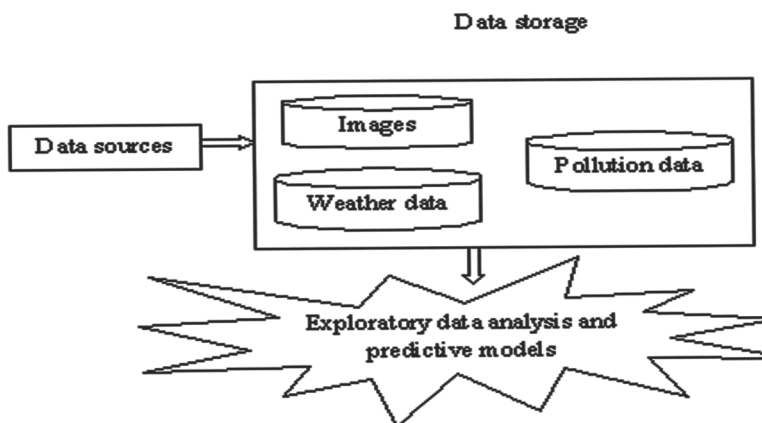 Data storage
Data sources
Images
Pollution data
Weather data
Exploratory data analysis and
predictive models